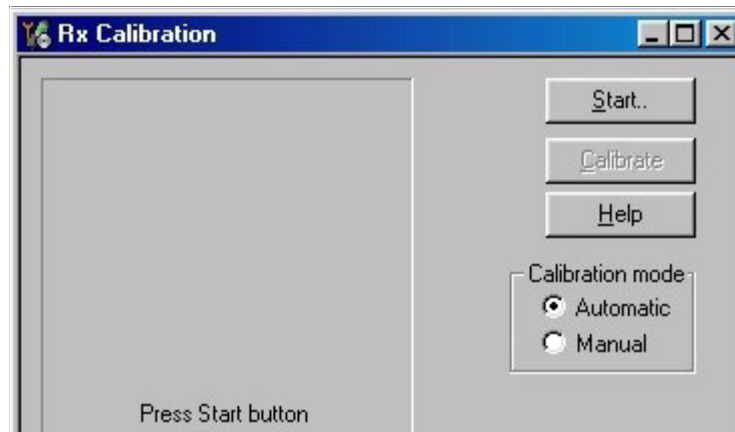 Rx Calibration
Start..
Calibrate
Help
Calibration mode
Automatic
Manual
Press Start button